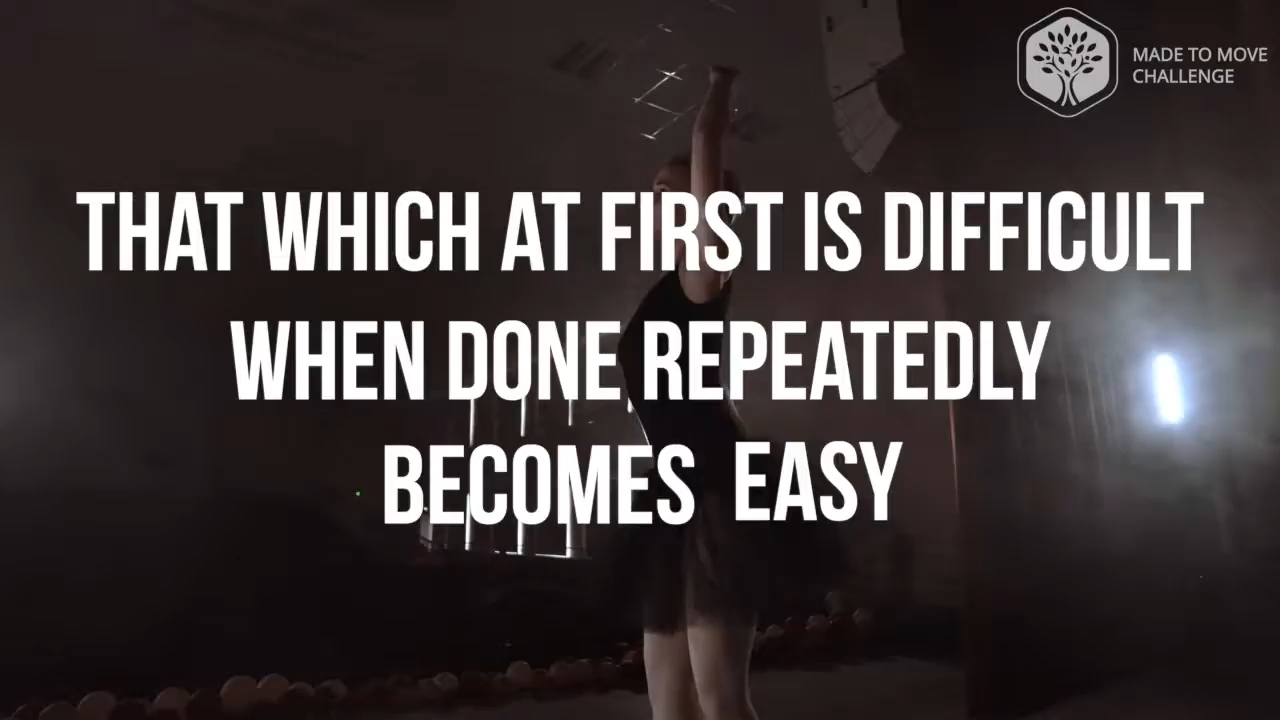 MADE TO MOVE
CHALLENGE
THAT WHICH AT FIRST IS DIFFICULT
WHEN DONE REPEATEDLY
BECOMES EASY